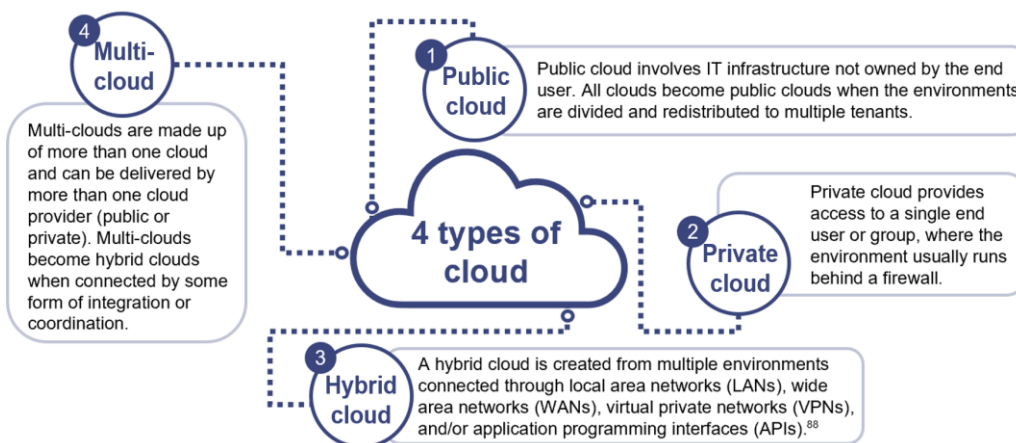 4
Multi-
cloud
Multi-clouds are made up
of more than one cloud
and can be delivered by
more than one cloud
provider (public or
private). Multi-clouds
become hybrid clouds
when connected by some
form of integration or
coordination.
1
Public
cloud
Public cloud involves IT infrastructure not owned by the end
user. All clouds become public clouds when the environments
are divided and redistributed to multiple tenants.
4 types of
cloud
2
Private
cloud
Private cloud provides
access to a single end
user or group, where the
environment usually runs
behind a firewall.
3
Hybrid
cloud
A hybrid cloud is created from multiple environments
connected through local area networks (LANs), wide
area networks (WANs), virtual private networks (VPNs),
and/or application programming interfaces (APIs).⁸⁸